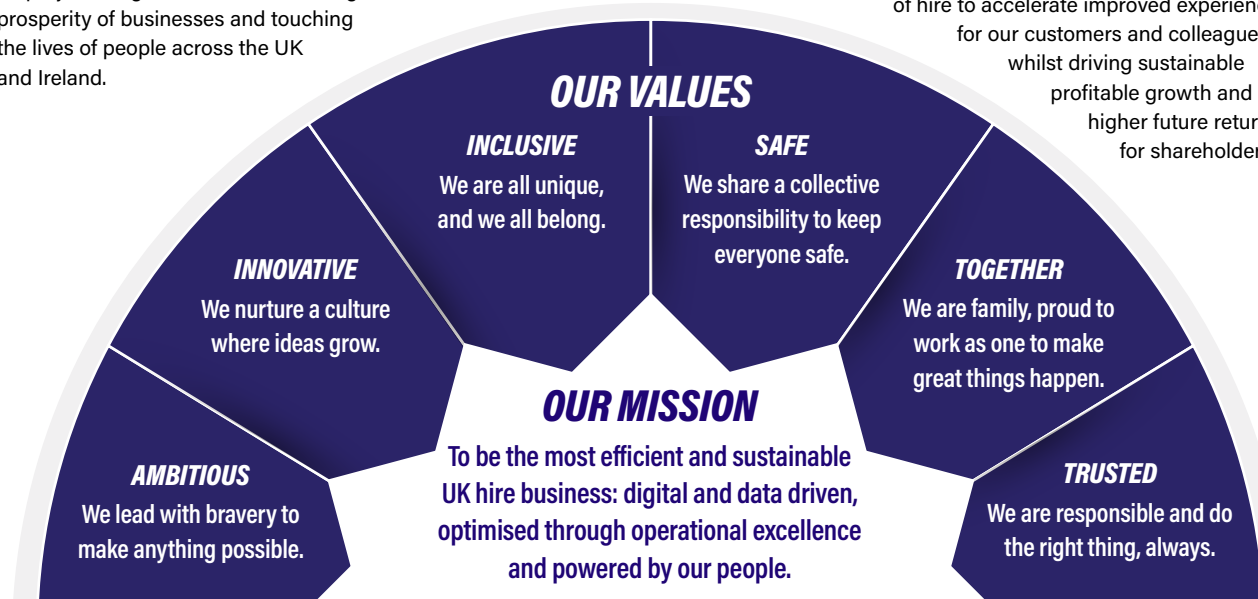 prosperity of businesses and touching
the lives of people across the UK
and Ireland.
of hire to accelerate improved
for our customers and
whilst driving sustainable
profitable growth and
higher future
for
OUR VALUES
AMBITIOUS
We lead with bravery to
make anything possible.
INNOVATIVE
We nurture a culture
where ideas grow.
INCLUSIVE
We are all unique,
and we all belong.
SAFE
We share a collective
responsibility to keep
everyone safe.
TOGETHER
We are family, proud to
work as one to make
great things happen.
TRUSTED
We are responsible and do
the right thing, always.
OUR MISSION
To be the most efficient and sustainable
UK hire business: digital and data driven,
optimised through operational excellence
and powered by our people.